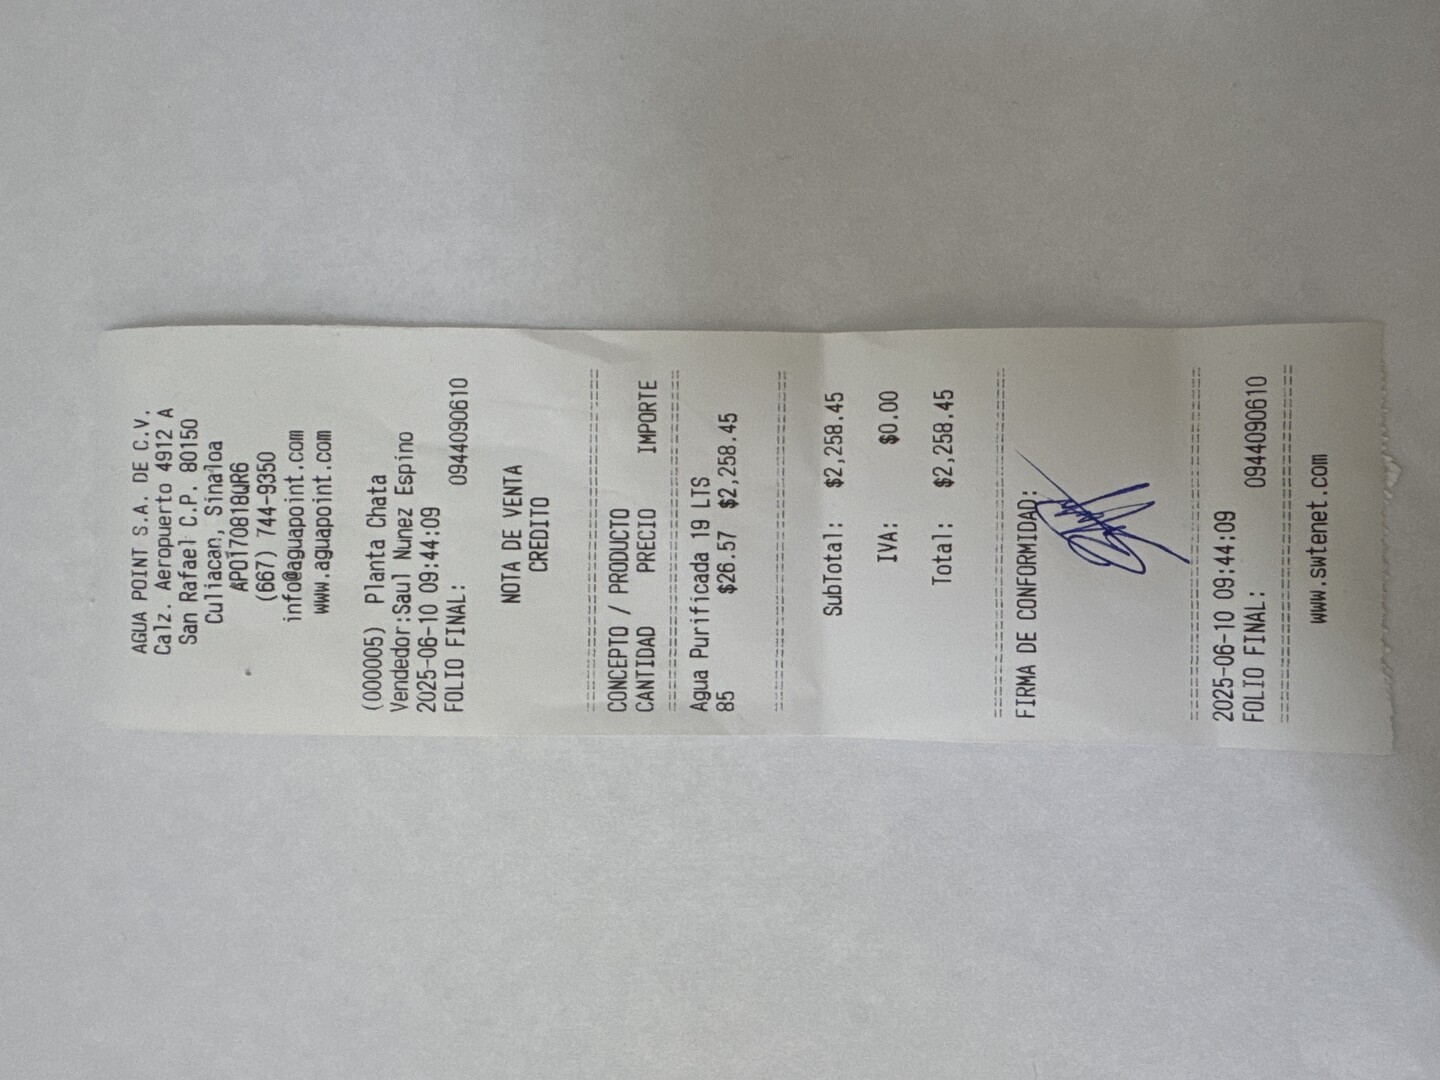 AGUA POINT S.A. DE C.V.
Calz. Aeropuerto 4912 A
San Rafael C.P. 80150
Culiacan, Sinaloa
APO170818QR6
(667) 744-9350
info@aguapoint.com
www.aguapoint.com
(000005) Planta Chata
Vendedor:Saul Nunez Espino
2025-06-10 09:44:09
FOLIO FINAL: 0944090610
NOTA DE VENTA
CREDITO
CONCEPTO / PRODUCTO
CANTIDAD PRECIO IMPORTE
Agua Purificada 19 LTS
85 $26.57 $2,258.45
SubTotal: $2,258.45
IVA: $0.00
Total: $2,258.45
FIRMA DE CONFORMIDAD:
2025-06-10 09:44:09
FOLIO FINAL: 0944090610
www.swtenet.com